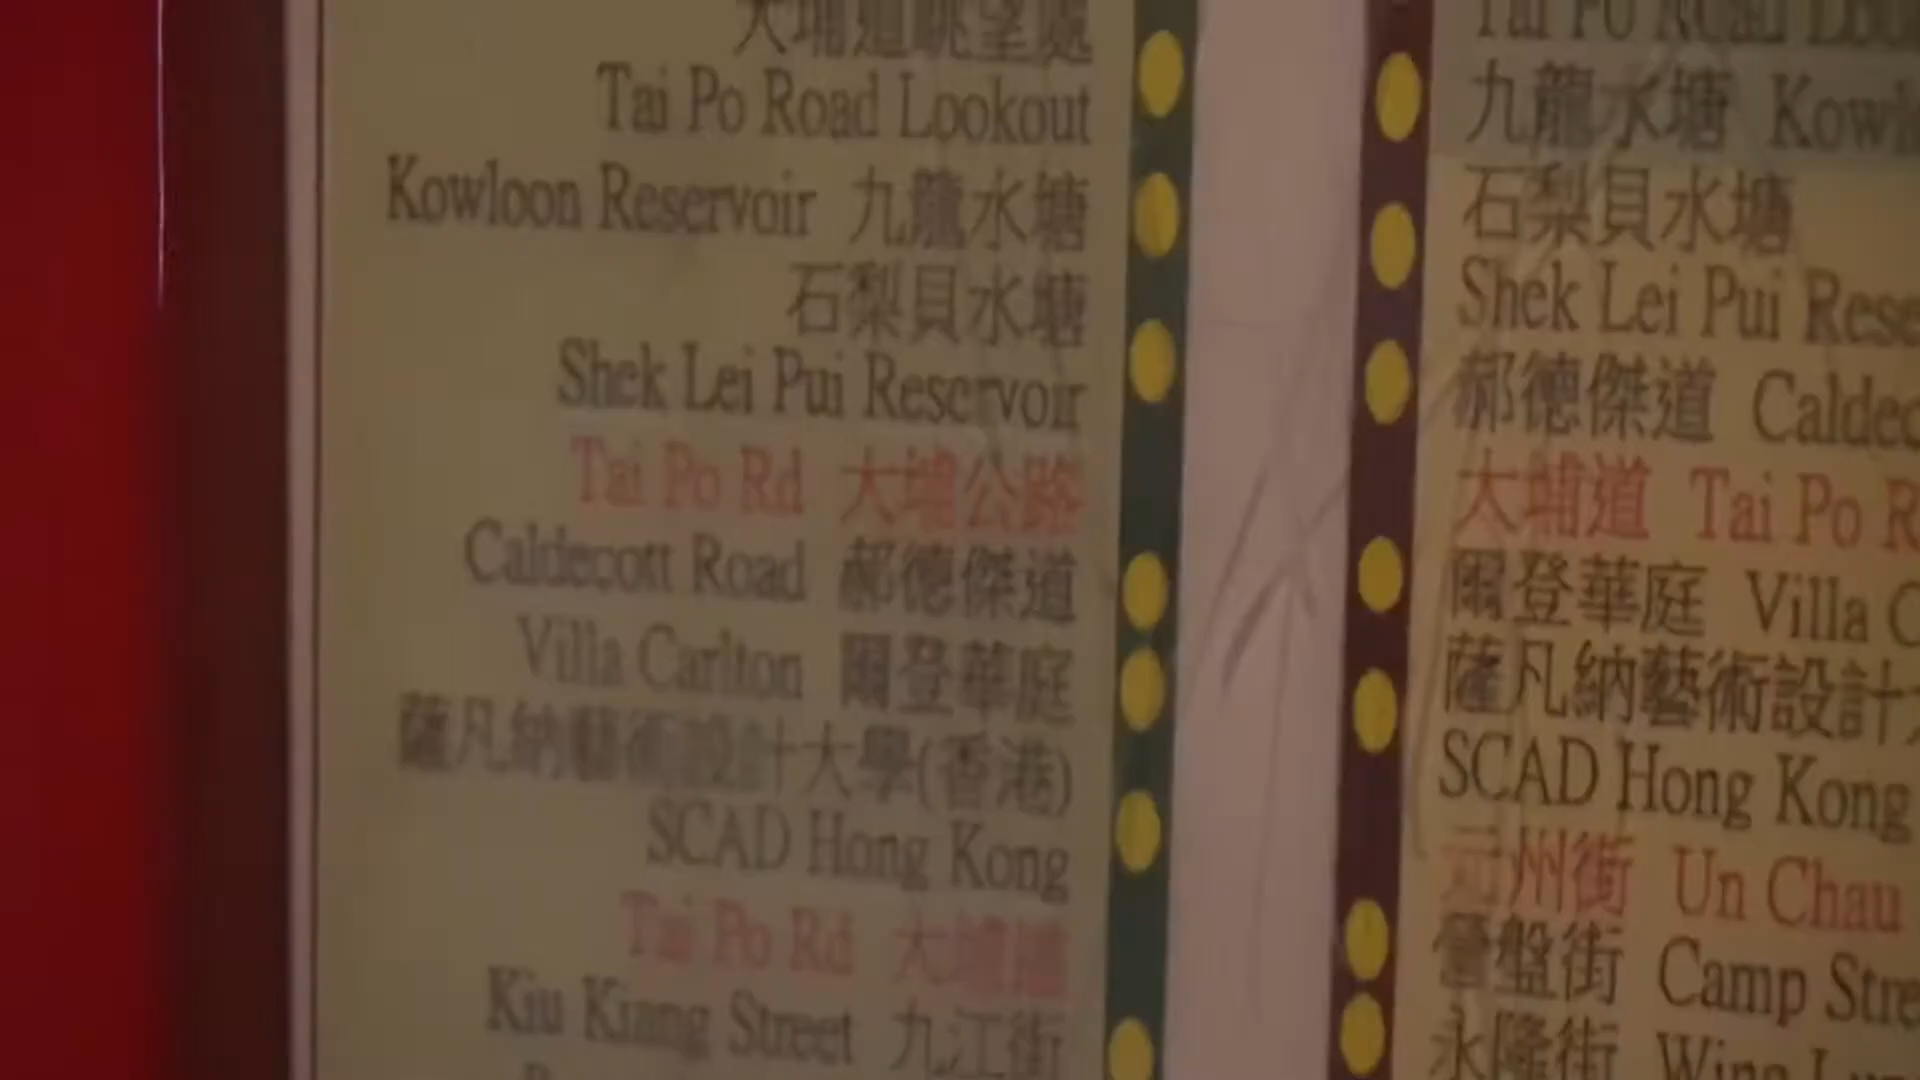 大埔道眺望處
Tai Po Road Lookout
Kowloon Reservoir 九龍水塘
石梨貝水塘
Shek Lei Pui Reservoir
Tai Po Rd 大埔公路
Caldecott Road 郝德傑道
Villa Carlton 爾登華庭
薩凡納藝術設計大學(香港)
SCAD Hong Kong
Tai Po Rd 大埔道
Kiu Kiang Street 九江街
Tai Po Road
九龍水塘
石梨貝水塘
Shek Lei Pui
郝德傑道
大埔道 Tai Po
爾登華庭 Villa
薩凡納藝術設計
SCAD Hong Kong
元州街 Un Chau
營盤街 Camp
永隆街 Wing